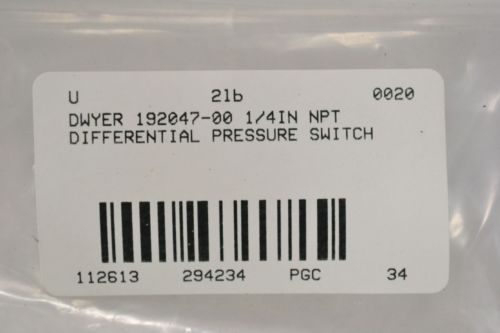 U 21b 0020
DWYER 192047-00 1/4IN NPT
DIFFERENTIAL PRESSURE SWITCH
112613 294234 PGC 34